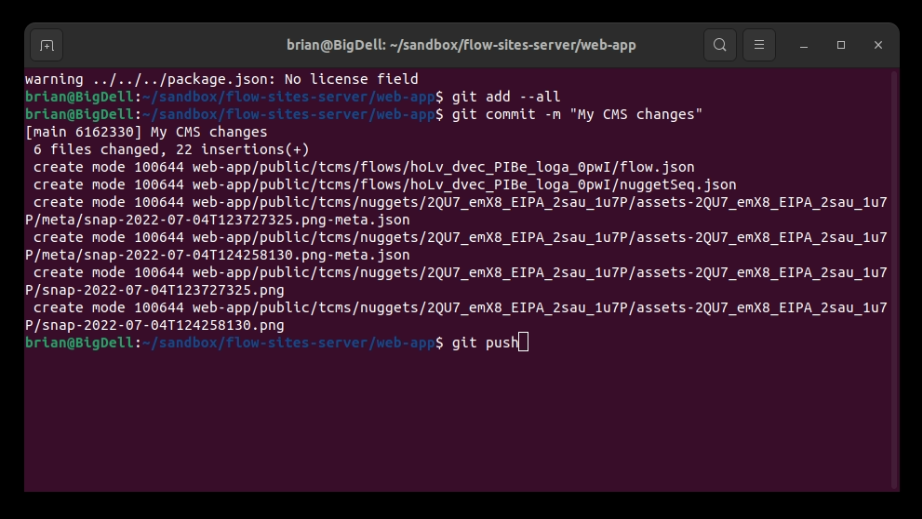 brian@BigDell: ~/sandbox/flow-sites-server/web-app
warning ../../../package.json: No license field
brian@BigDell:~/sandbox/flow-sites-server/web-app$ git add --all
brian@BigDell:~/sandbox/flow-sites-server/web-app$ git commit -m "My CMS changes"
[main 6162330] My CMS changes
 6 files changed, 22 insertions(+)
 create mode 100644 web-app/public/tcms/flows/hoLv_dvec_PIBe_loga_0pwI/flow.json
 create mode 100644 web-app/public/tcms/flows/hoLv_dvec_PIBe_loga_0pwI/nuggetSeq.json
 create mode 100644 web-app/public/tcms/nuggets/2QU7_emX8_EIPA_2sau_1u7P/assets-2QU7_emX8_EIPA_2sau_1u7
P/meta/snap-2022-07-04T123727325.png-meta.json
 create mode 100644 web-app/public/tcms/nuggets/2QU7_emX8_EIPA_2sau_1u7P/assets-2QU7_emX8_EIPA_2sau_1u7
P/meta/snap-2022-07-04T124258130.png-meta.json
 create mode 100644 web-app/public/tcms/nuggets/2QU7_emX8_EIPA_2sau_1u7P/assets-2QU7_emX8_EIPA_2sau_1u7
P/snap-2022-07-04T123727325.png
 create mode 100644 web-app/public/tcms/nuggets/2QU7_emX8_EIPA_2sau_1u7P/assets-2QU7_emX8_EIPA_2sau_1u7
P/snap-2022-07-04T124258130.png
brian@BigDell:~/sandbox/flow-sites-server/web-app$ git push